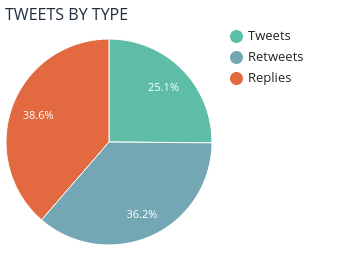 TWEETS BY TYPE
Tweets
Retweets
Replies
25.1%
38.6%
36.2%